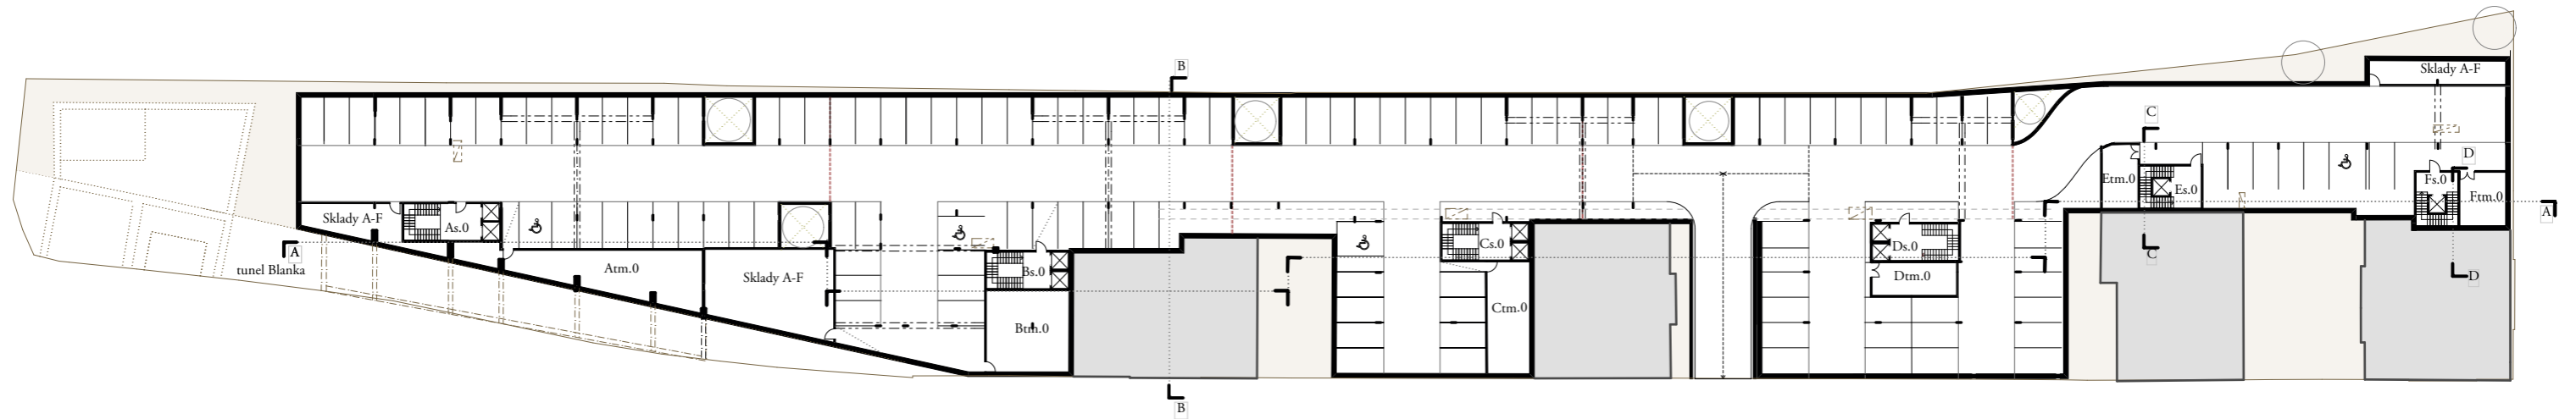 B
Sklady A-F
C
D
Etm.0
Es.0
Fs.0
Ftm.0
A
Sklady A-F
As.0
A
tunel Blanka
Atm.0
Sklady A-F
Bs.0
Btm.0
Cs.0
Ctm.0
Ds.0
Dtm.0
C
D
B